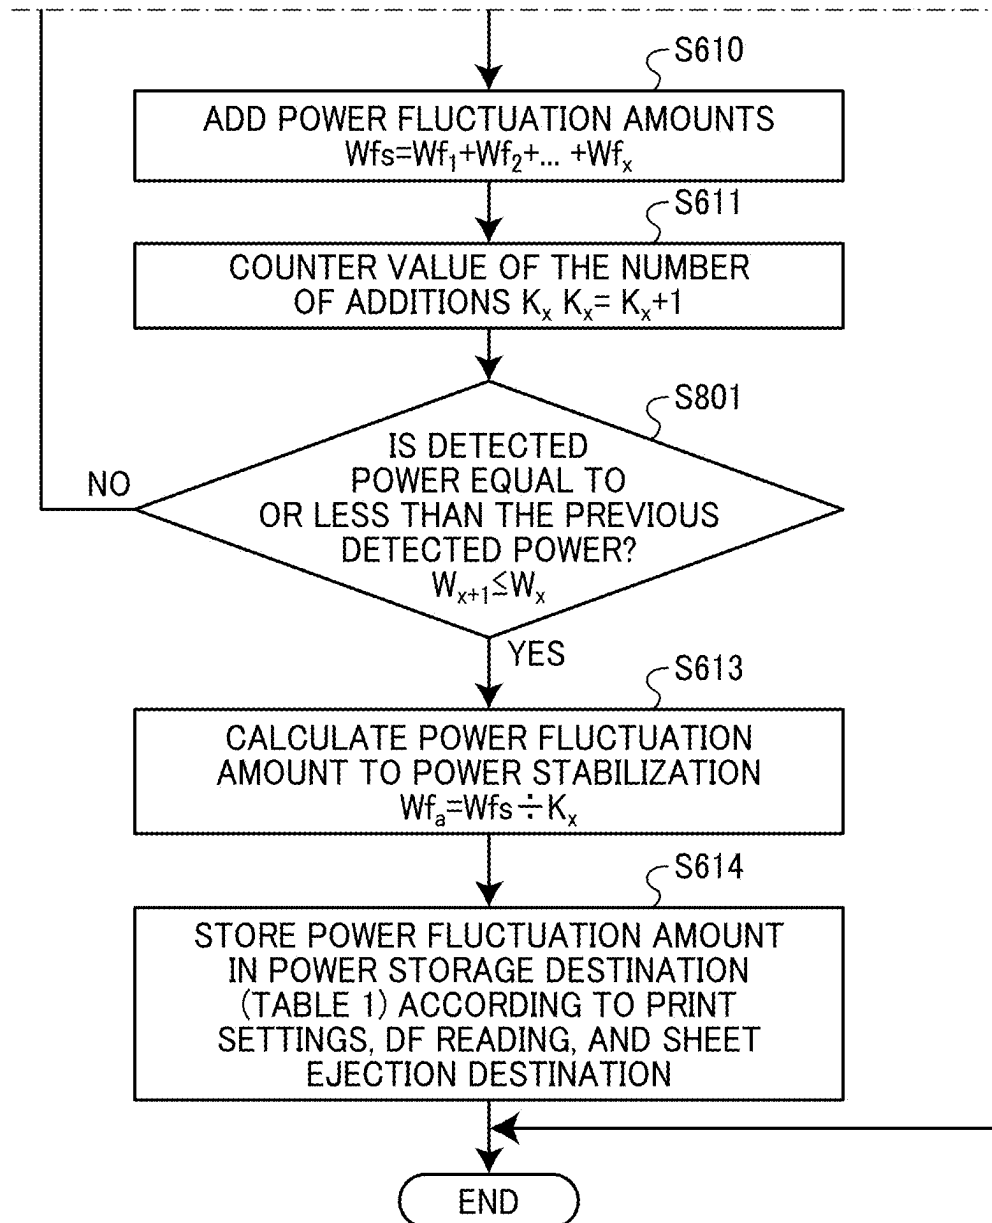 S610
ADD POWER FLUCTUATION AMOUNTS
Wfs=Wf₁+Wf₂+... +Wfₓ
S611
COUNTER VALUE OF THE NUMBER
OF ADDITIONS Kₓ Kₓ= Kₓ+1
S801
IS DETECTED
POWER EQUAL TO
OR LESS THAN THE PREVIOUS
DETECTED POWER?
Wₓ₊₁≦Wₓ
NO
YES
S613
CALCULATE POWER FLUCTUATION
AMOUNT TO POWER STABILIZATION
Wfₐ=Wfs÷Kₓ
S614
STORE POWER FLUCTUATION AMOUNT
IN POWER STORAGE DESTINATION
(TABLE 1) ACCORDING TO PRINT
SETTINGS, DF READING, AND SHEET
EJECTION DESTINATION
END